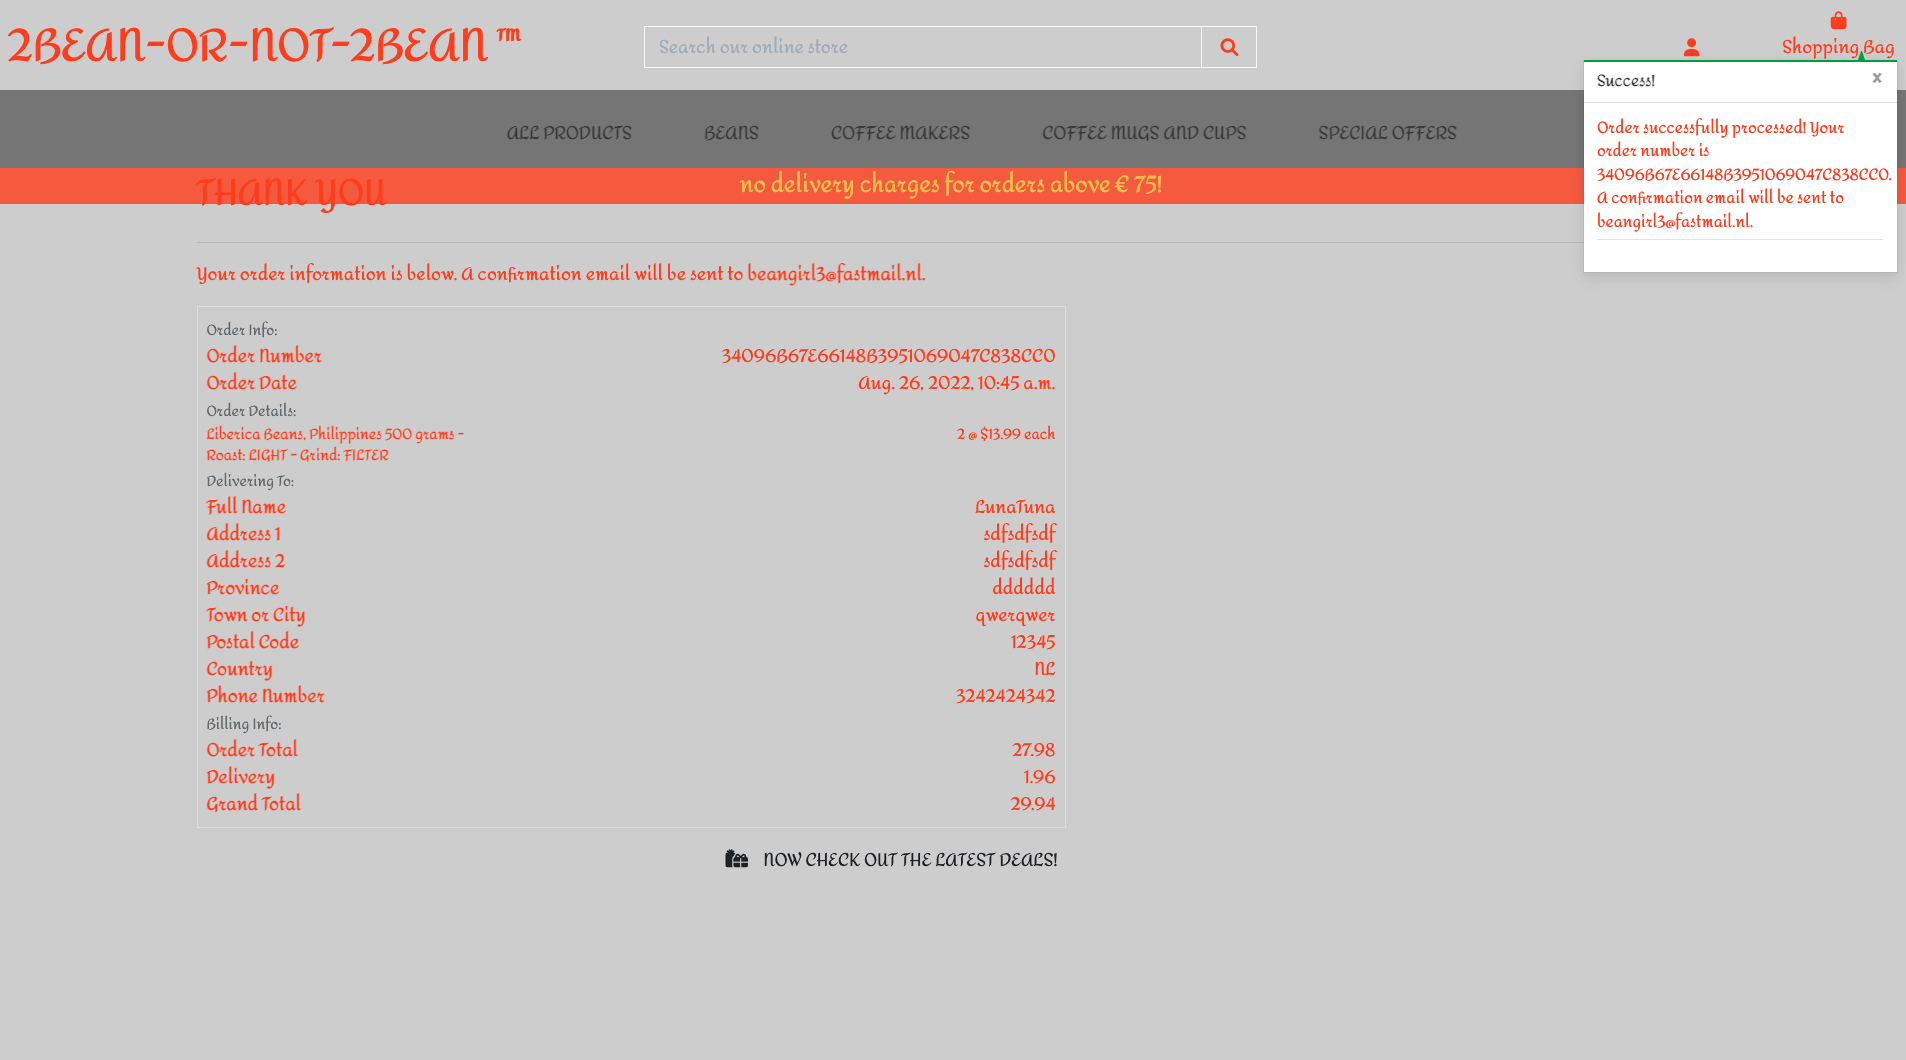 2BEAN-OR-NOT-2BEAN ™
Search our online store
Shopping Bag
ALL PRODUCTS BEANS COFFEE MAKERS COFFEE MUGS AND CUPS SPECIAL OFFERS
Success! x
Order successfully processed! Your
order number is
34096B67E66148B3951069047C838CC0.
A confirmation email will be sent to
beangirl3@fastmail.nl.
no delivery charges for orders above € 75!
THANK YOU
Your order information is below. A confirmation email will be sent to beangirl3@fastmail.nl.
Order Info:
Order Number 34096B67E66148B3951069047C838CC0
Order Date Aug. 26, 2022, 10:45 a.m.
Order Details:
Liberica Beans, Philippines 500 grams - 2 @ $13.99 each
Roast: LIGHT - Grind: FILTER
Delivering To:
Full Name LunaTuna
Address 1 sdfsdfsdf
Address 2 sdfsdfsdf
Province dddddd
Town or City qwerqwer
Postal Code 12345
Country NL
Phone Number 3242424342
Billing Info:
Order Total 27.98
Delivery 1.96
Grand Total 29.94
NOW CHECK OUT THE LATEST DEALS!